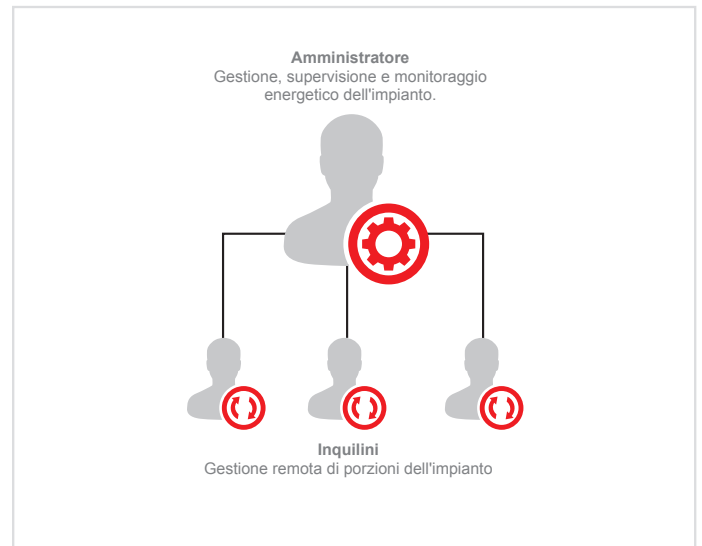 Amministratore
Gestione, supervisione e monitoraggio
energetico dell'impianto.
Inquilini
Gestione remota di porzioni dell'impianto